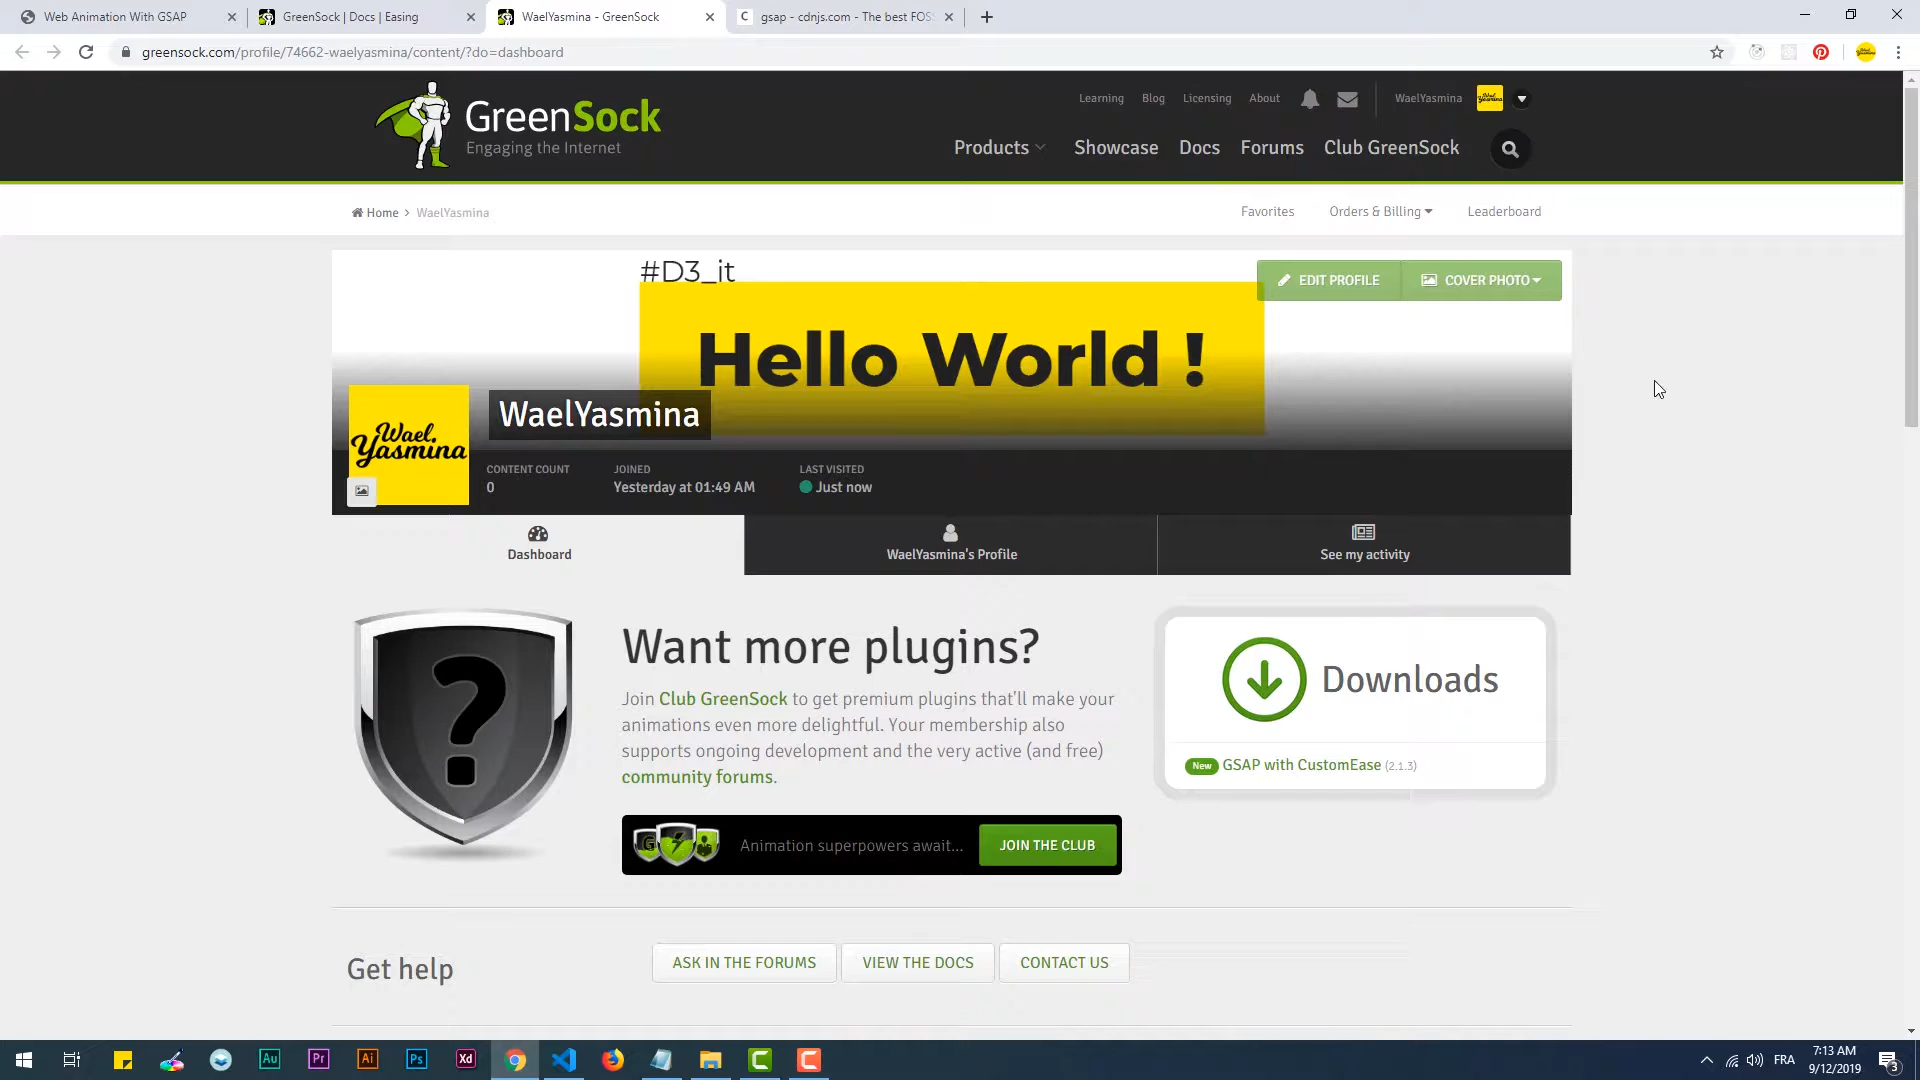 Web Animation With GSAP
GreenSock | Docs | Easing
WaelYasmina - GreenSock
gsap - cdnjs.com - The best FOS
greensock.com/profile/74662-waelyasmina/content/?do=dashboard
GreenSock
Engaging the Internet
Learning Blog Licensing About WaelYasmina
Products Showcase Docs Forums Club GreenSock
Home > WaelYasmina
Favorites Orders & Billing Leaderboard
#D3_it
EDIT PROFILE COVER PHOTO
Hello World !
Wael Yasmina
WaelYasmina
CONTENT COUNT JOINED LAST VISITED
0 Yesterday at 01:49 AM Just now
Dashboard WaelYasmina's Profile See my activity
Want more plugins?
Join Club GreenSock to get premium plugins that'll make your
animations even more delightful. Your membership also
supports ongoing development and the very active (and free)
community forums.
Animation superpowers await... JOIN THE CLUB
Downloads
New GSAP with CustomEase (2.1.3)
Get help
ASK IN THE FORUMS VIEW THE DOCS CONTACT US
Au Pr Ai Ps Xd
FRA
7:13 AM
9/12/2019
3